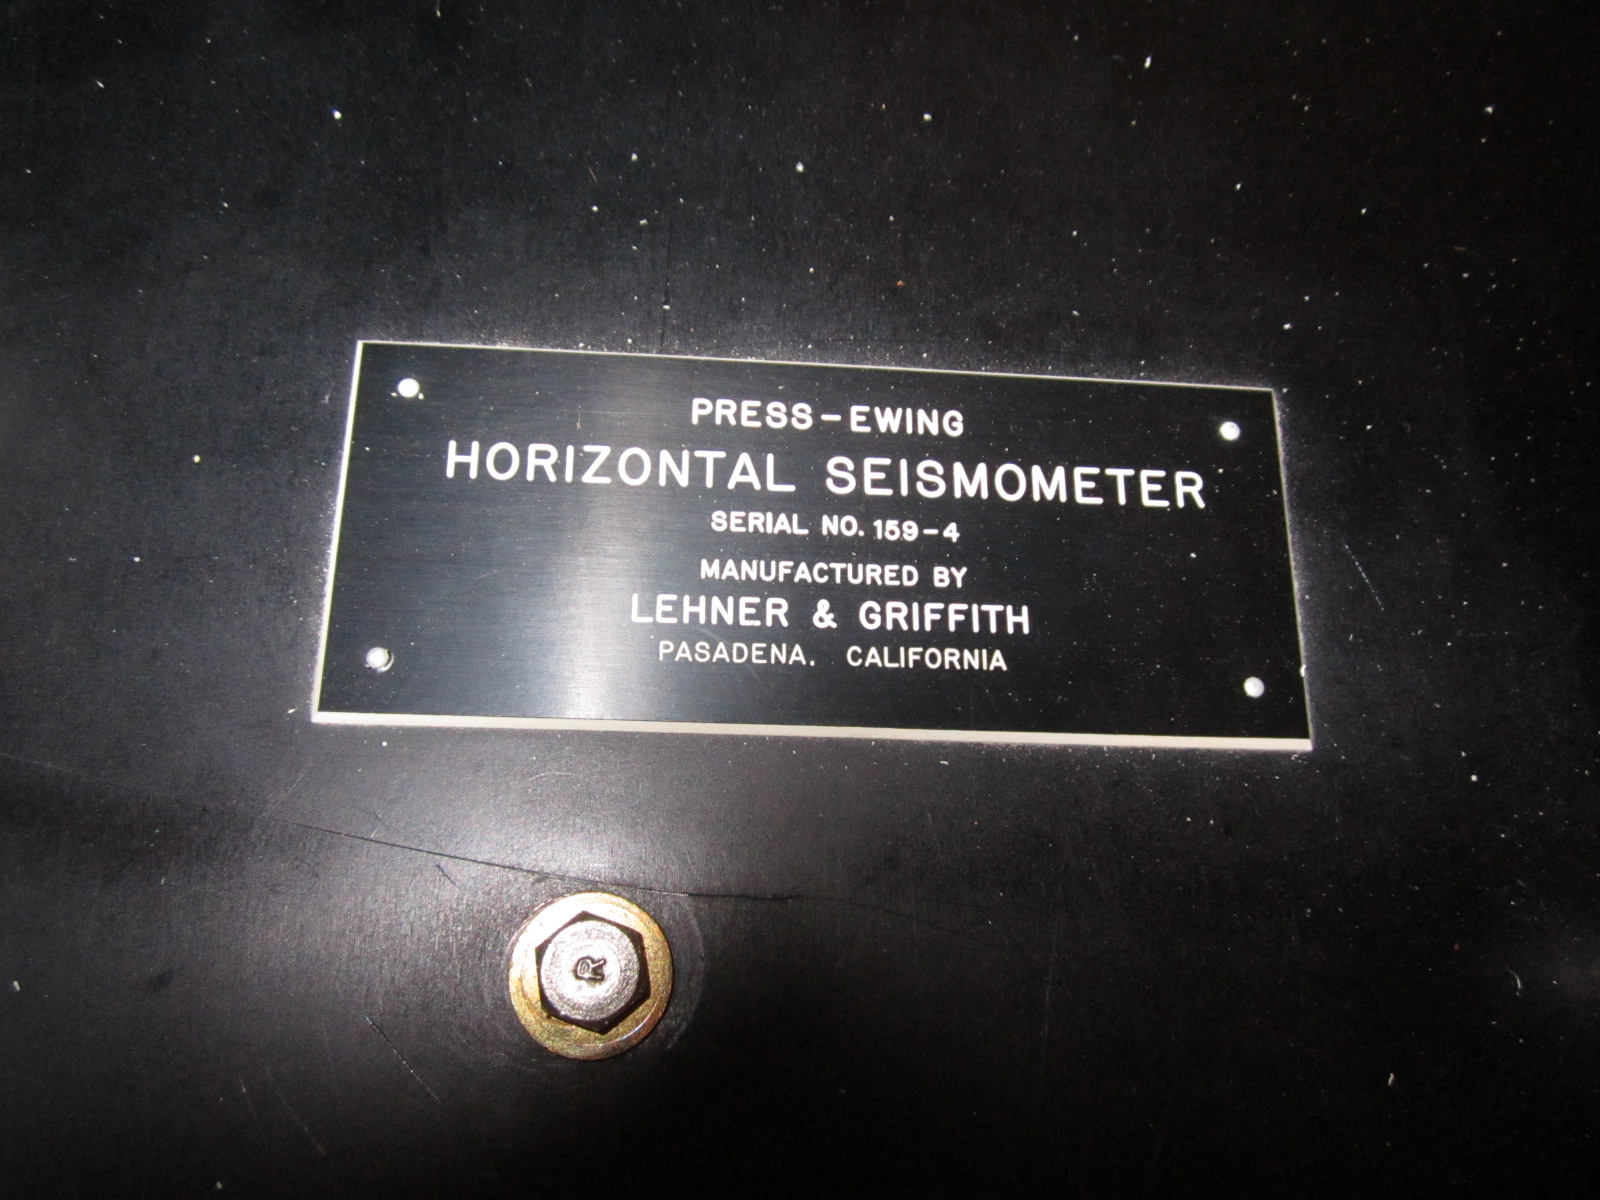 PRESS-EWING
HORIZONTAL SEISMOMETER
SERIAL NO. 159-4
MANUFACTURED BY
LEHNER & GRIFFITH
PASADENA. CALIFORNIA
R